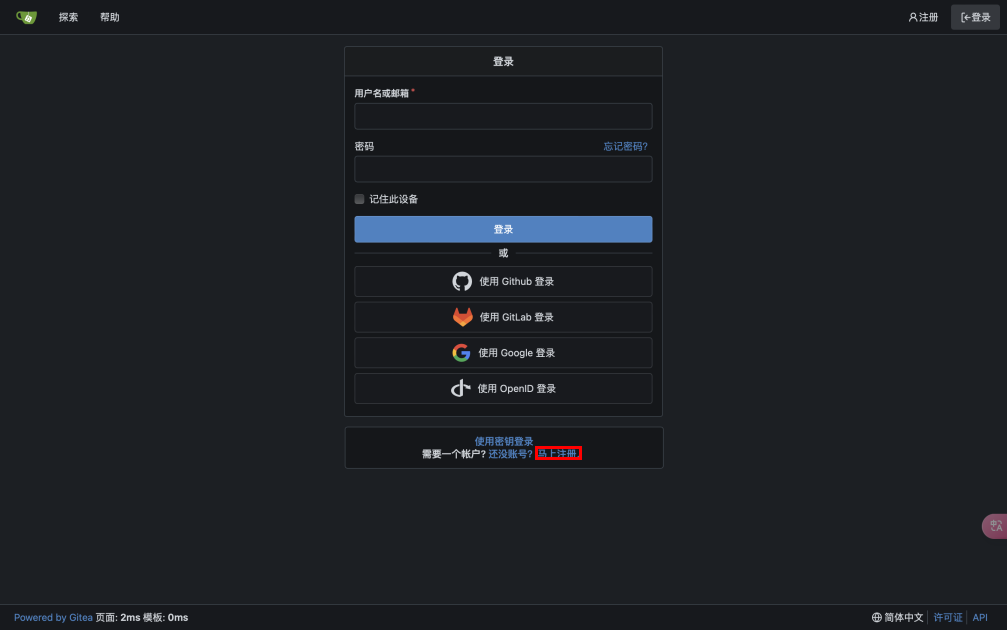 探索 帮助 注册 登录
登录
用户名或邮箱*
密码 忘记密码?
记住此设备
登录
或
使用 Github 登录
使用 GitLab 登录
使用 Google 登录
使用 OpenID 登录
使用密钥登录
需要一个帐户? 还没账号? 马上注册。
Powered by Gitea 页面: 2ms 模板: 0ms 简体中文 许可证 API